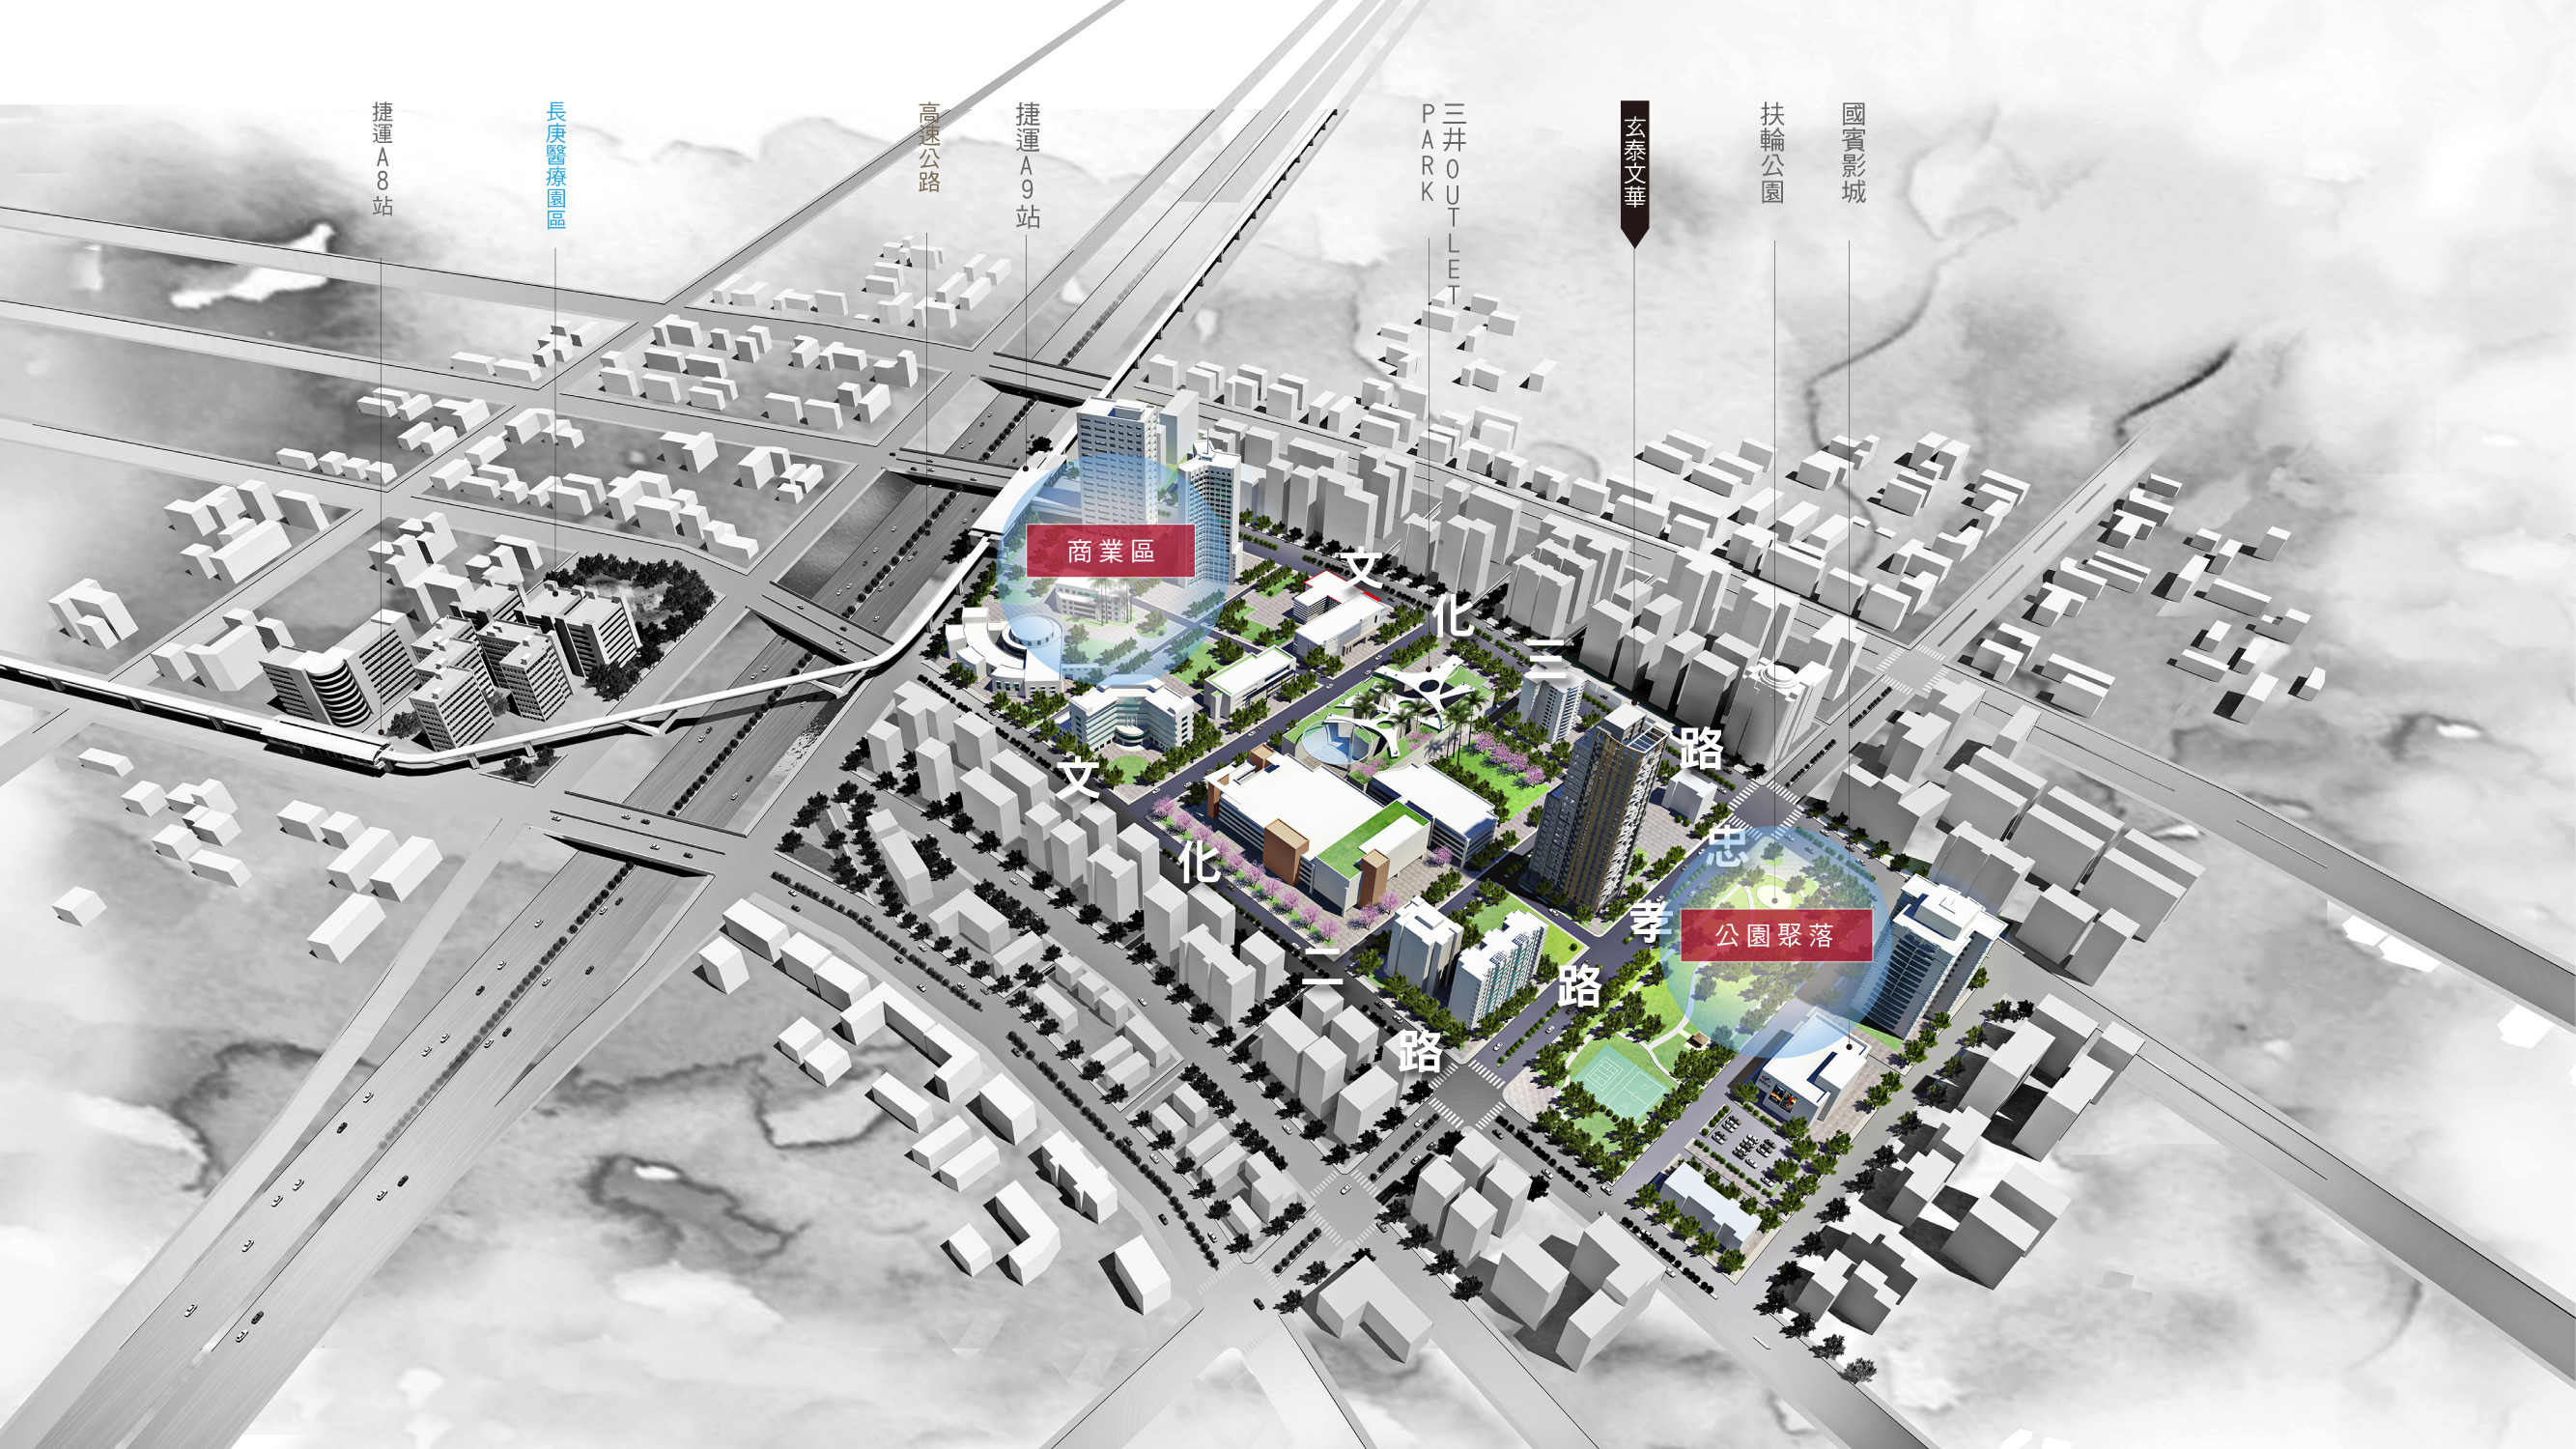 捷運A8站
長庚醫療園區
高速公路
捷運A9站
三井OUTLET
PARK
玄泰文華
扶輪公園
國賓影城
商業區
文化三路
文化二路
忠孝路
公園聚落